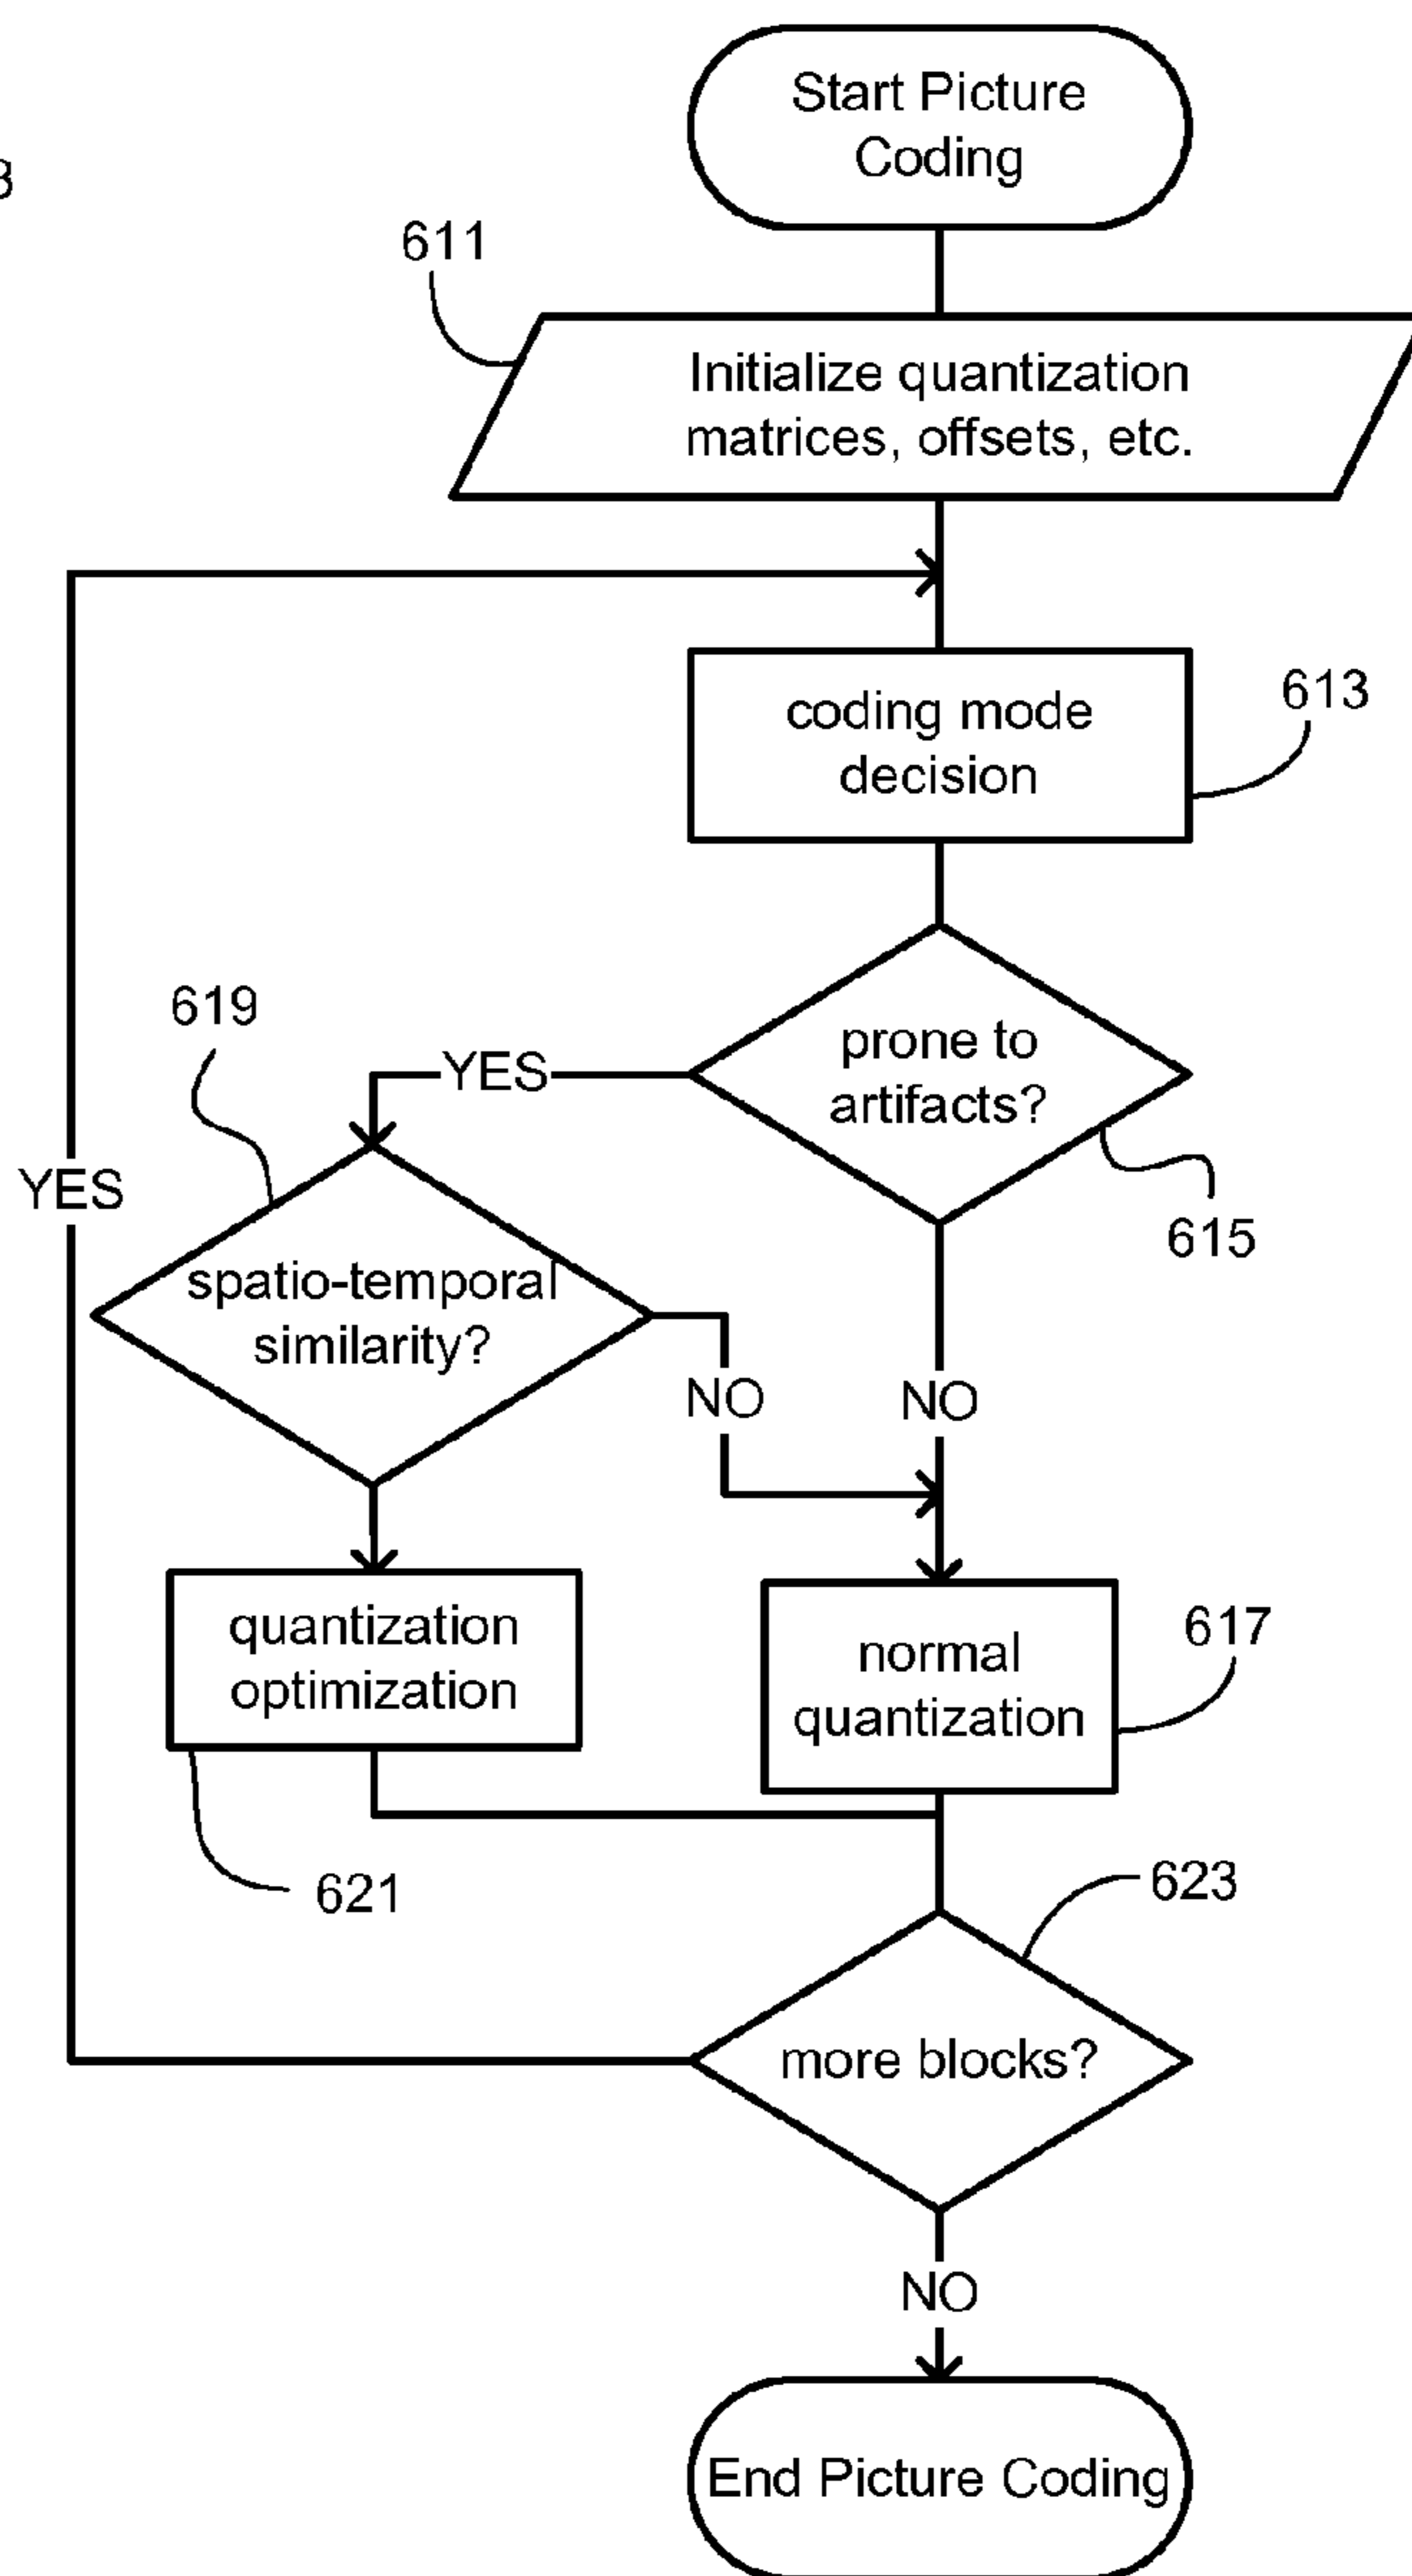 Start Picture
Coding
611
Initialize quantization
matrices, offsets, etc.
coding mode
decision
613
619
YES
prone to
artifacts?
615
YES
spatio-temporal
similarity?
NO
NO
quantization
optimization
normal
quantization
617
621
623
more blocks?
NO
End Picture Coding